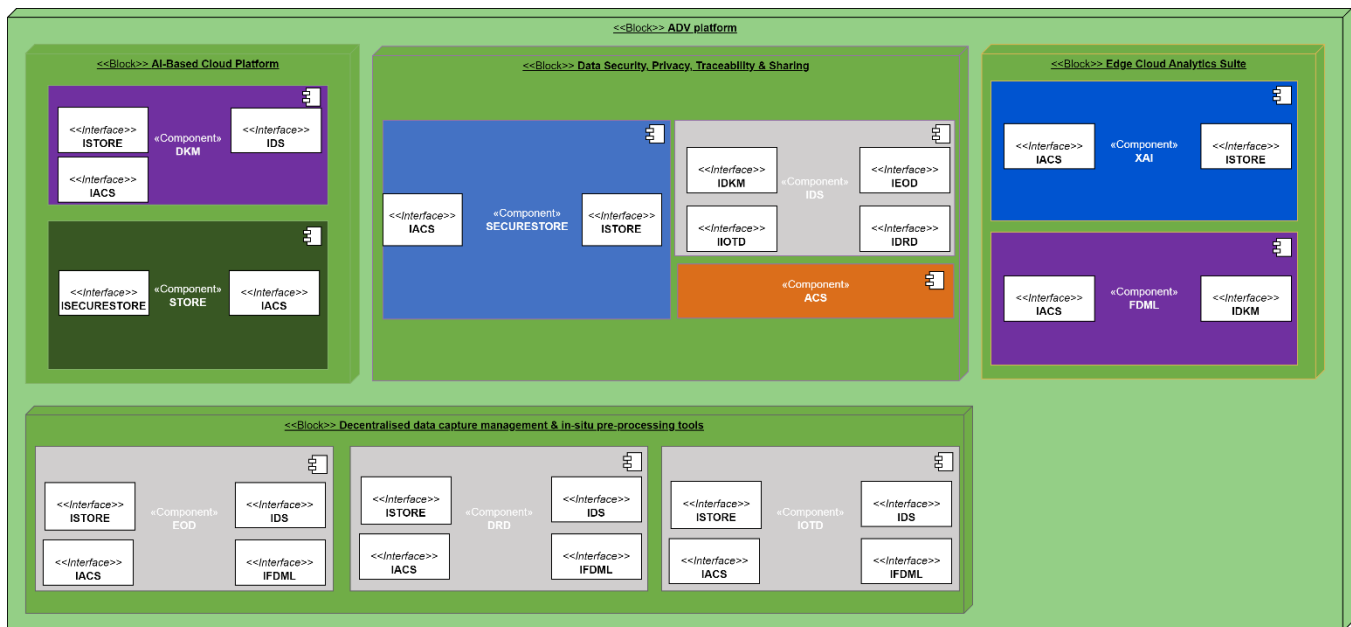 <<Block>> ADV platform
<<Block>> AI-Based Cloud Platform
<<Interface>>
ISTORE
<<Interface>>
IACS
«Component»
DKM
<<Interface>>
IDS
<<Interface>>
ISECURESTORE
«Component»
STORE
<<Interface>>
IACS
<<Block>> Data Security, Privacy, Traceability & Sharing
<<Interface>>
IACS
«Component»
SECURESTORE
<<Interface>>
ISTORE
<<Interface>>
IDKM
<<Interface>>
IIOTD
«Component»
IDS
<<Interface>>
IEOD
<<Interface>>
IDRD
«Component»
ACS
<<Block>> Edge Cloud Analytics Suite
<<Interface>>
IACS
«Component»
XAI
<<Interface>>
ISTORE
<<Interface>>
IACS
«Component»
FDML
<<Interface>>
IDKM
<<Block>> Decentralised data capture management & in-situ pre-processing tools
<<Interface>>
ISTORE
<<Interface>>
IACS
«Component»
EOD
<<Interface>>
IDS
<<Interface>>
IFDML
<<Interface>>
ISTORE
<<Interface>>
IACS
«Component»
DRD
<<Interface>>
IDS
<<Interface>>
IFDML
<<Interface>>
ISTORE
<<Interface>>
IACS
«Component»
IOTD
<<Interface>>
IDS
<<Interface>>
IFDML